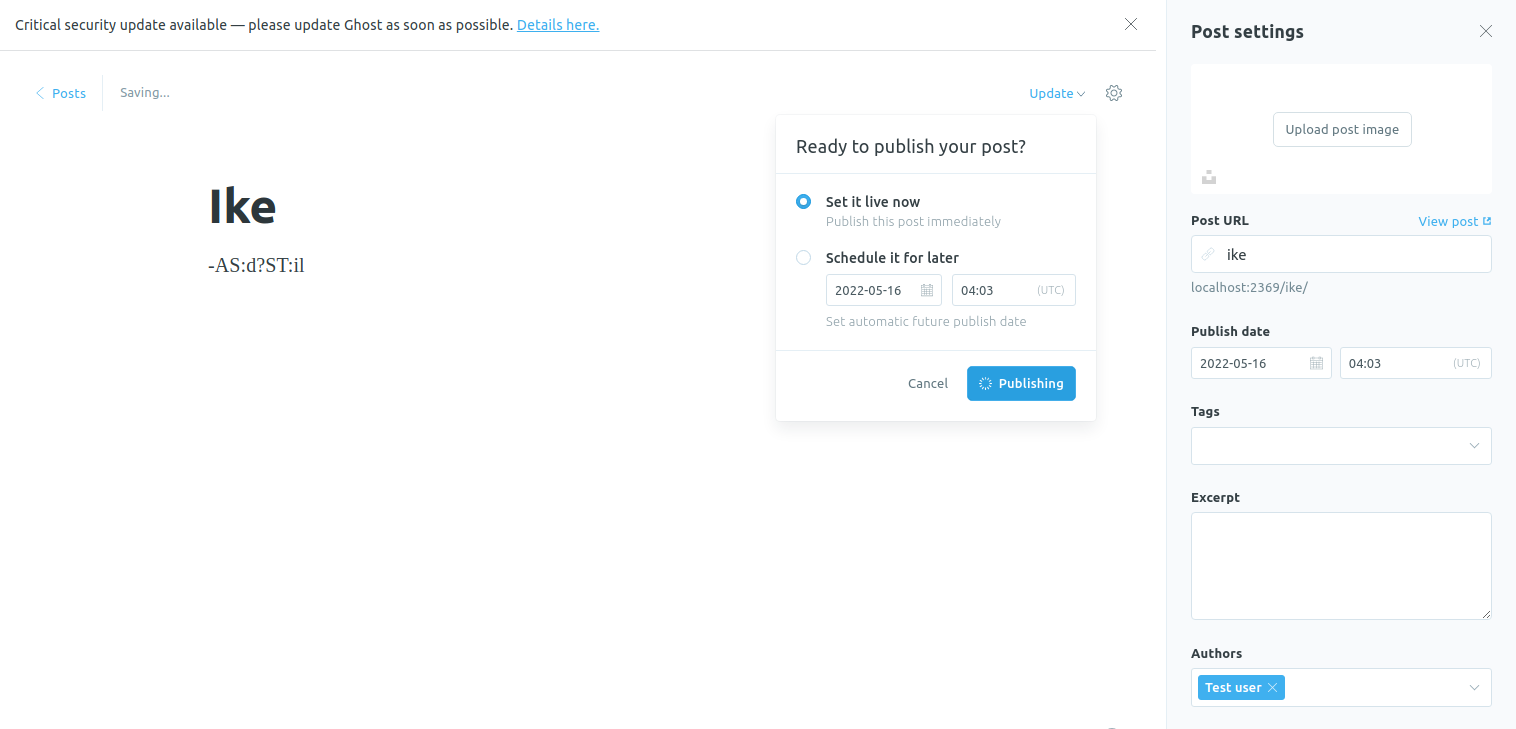 Critical security update available — please update Ghost as soon as possible. Details here.
Posts
Saving...
Update
Ike
-AS:d?ST:il
Ready to publish your post?
Set it live now
Publish this post immediately
Schedule it for later
2022-05-16
04:03 (UTC)
Set automatic future publish date
Cancel
Publishing
Post settings
Upload post image
Post URL
View post
ike
localhost:2369/ike/
Publish date
2022-05-16
04:03 (UTC)
Tags
Excerpt
Authors
Test user